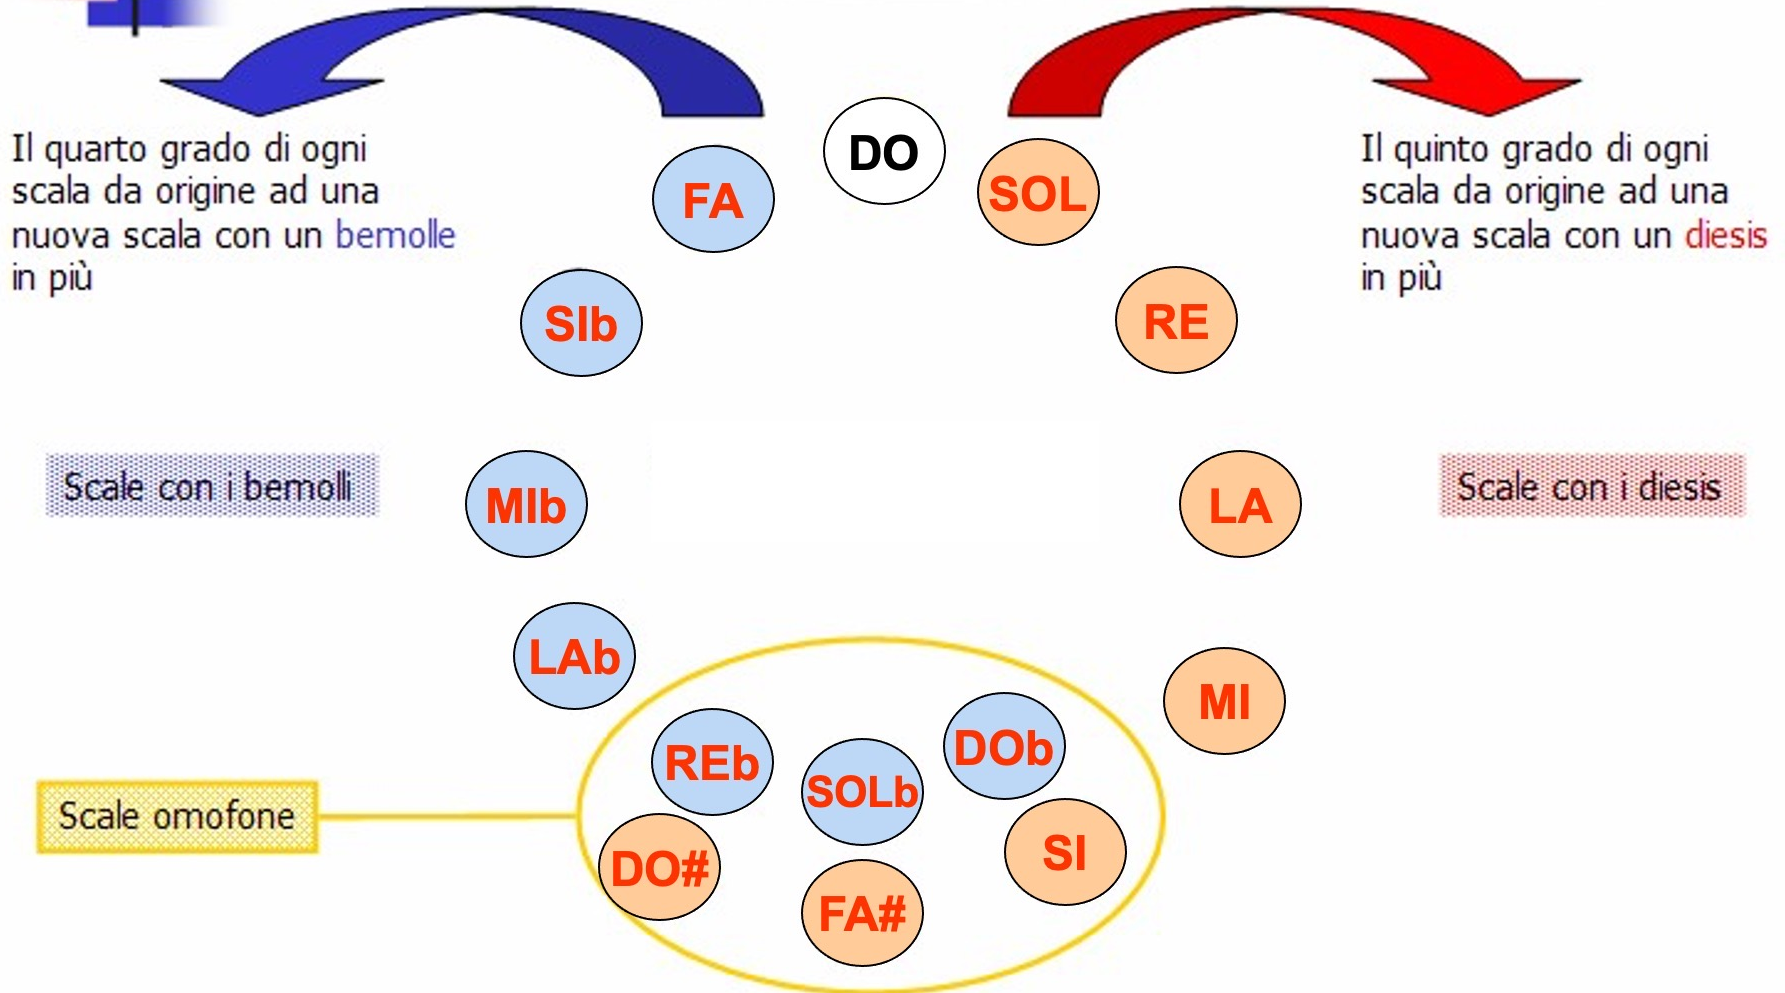 Il quarto grado di ogni
scala da origine ad una
nuova scala con un bemolle
in più
Il quinto grado di ogni
scala da origine ad una
nuova scala con un diesis
in più
DO
FA
SOL
SIb
RE
Scale con i bemolli
MIb
LA
Scale con i diesis
LAb
MI
REb
SOLb
DOb
Scale omofone
DO#
FA#
SI